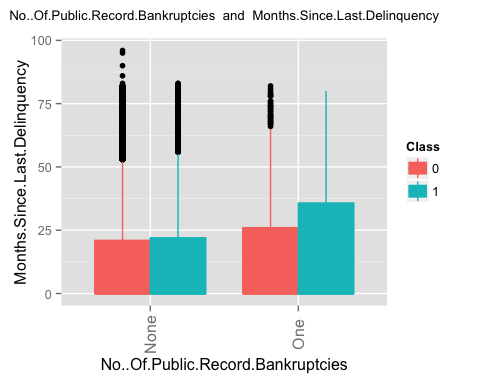 No..Of.Public.Record.Bankruptcies and Months.Since.Last.Delinquency
100
75
50
25
0
Months.Since.Last.Delinquency
None
One
No..Of.Public.Record.Bankruptcies
Class
0
1